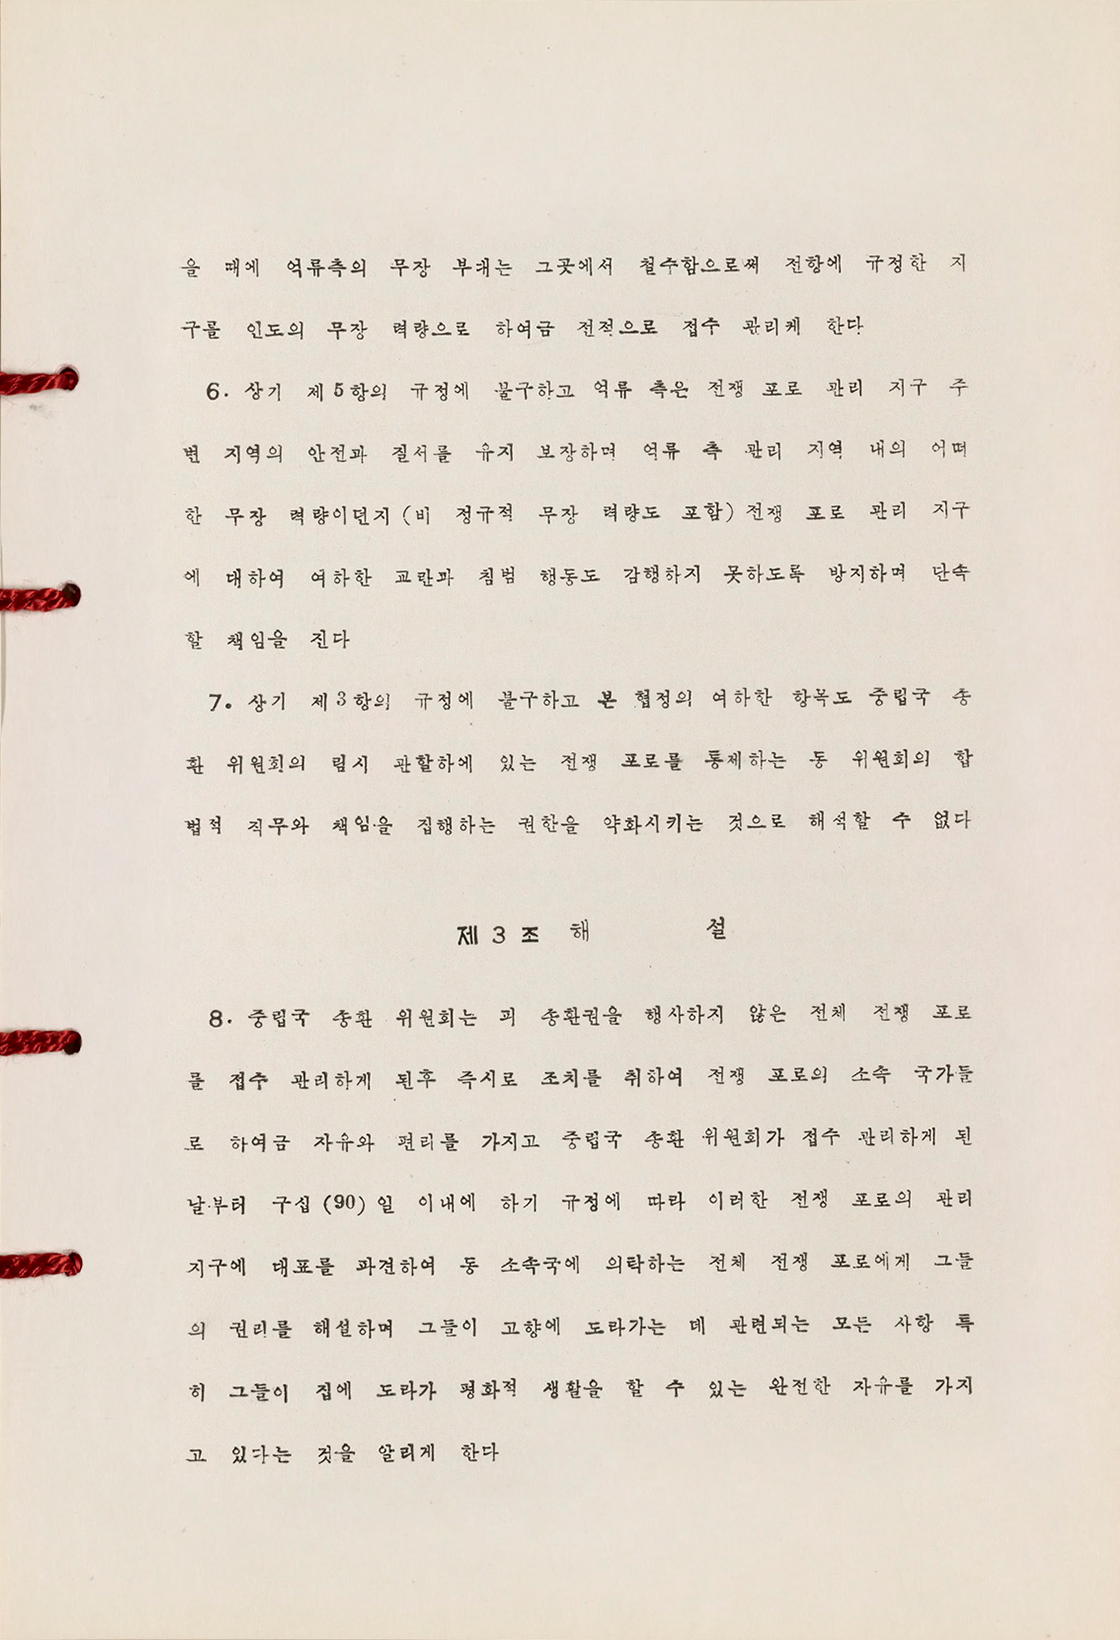 을 때에 억류측의 무장 부대는 그곳에서 철수함으로써 전항에 규정한 지
구를 인도의 무장 력량으로 하여금 전적으로 접수 관리케 한다
6. 상기 제5항의 규정에 불구하고 억류 측은 전쟁 포로 관리 지구 주
변 지역의 안전과 질서를 유지 보장하며 억류 측 관리 지역 내의 어떠
한 무장 력량이던지 (비 정규적 무장 력량도 포함) 전쟁 포로 관리 지구
에 대하여 여하한 교란과 침범 행동도 감행하지 못하도록 방지하며 단속
할 책임을 진다
7. 상기 제3항의 규정에 불구하고 본 협정의 여하한 항목도 중립국 송
환 위원회의 림시 관할하에 있는 전쟁 포로를 통제하는 동 위원회의 합
법적 직무와 책임을 집행하는 권한을 약화시키는 것으로 해석할 수 없다
제3조 해 설
8. 중립국 송환 위원회는 피 송환권을 행사하지 않은 전체 전쟁 포로
를 접수 관리하게 된후 즉시로 조치를 취하여 전쟁 포로의 소속 국가들
로 하여금 자유와 편리를 가지고 중립국 송환 위원회가 접수 관리하게 된
날부터 구십 (90) 일 이내에 하기 규정에 따라 이러한 전쟁 포로의 관리
지구에 대표를 파견하여 동 소속국에 의탁하는 전체 전쟁 포로에게 그들
의 권리를 해설하며 그들이 고향에 도라가는 데 관련되는 모든 사항 특
히 그들이 집에 도라가 평화적 생활을 할 수 있는 완전한 자유를 가지
고 있다는 것을 알리게 한다